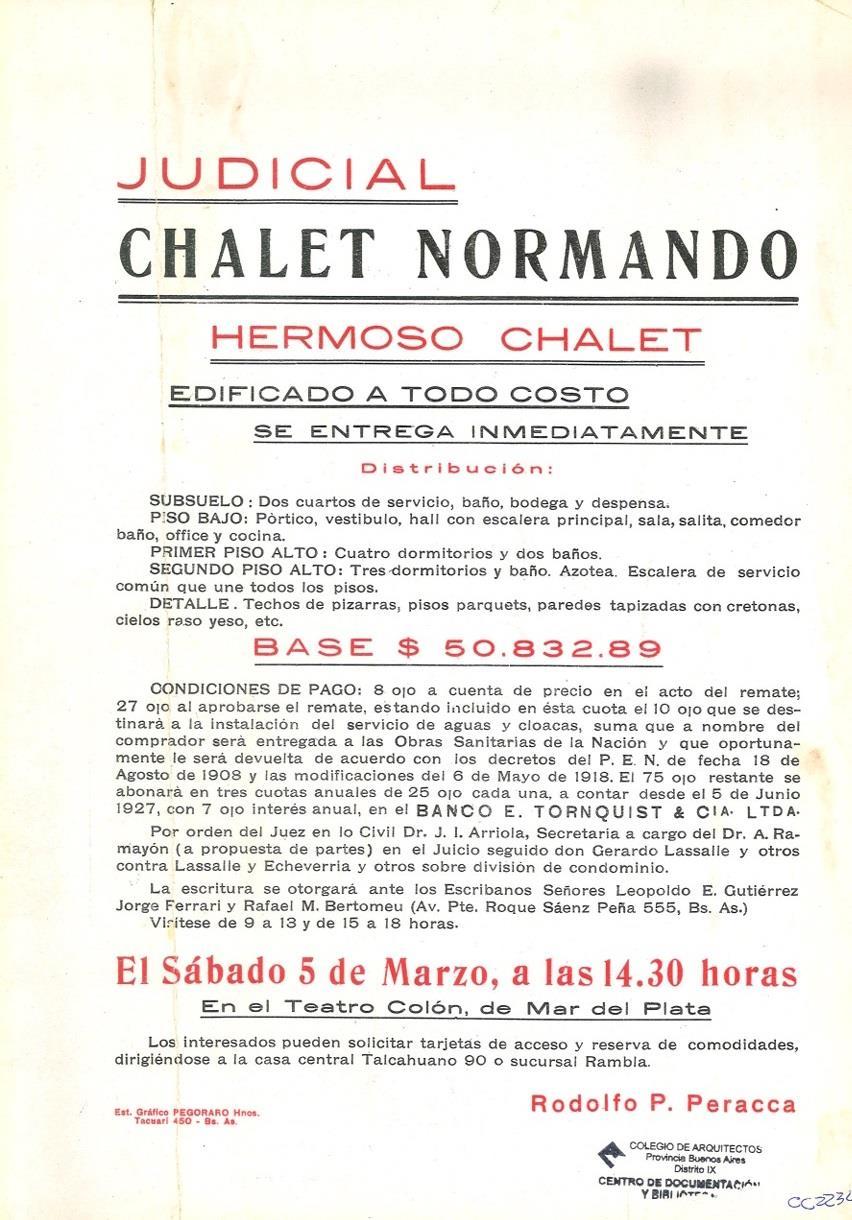 JUDICIAL
CHALET NORMANDO
HERMOSO CHALET
EDIFICADO A TODO COSTO
SE ENTREGA INMEDIATAMENTE
Distribución:
SUBSUELO : Dos cuartos de servicio, baño, bodega y despensa.
PISO BAJO: Pòrtico, vestibulo, hall con escalera principal, sala, salita, comedor
baño, office y cocina.
PRIMER PISO ALTO : Cuatro dormitorios y dos baños.
SEGUNDO PISO ALTO: Tres dormitorios y baño. Azotea. Escalera de servicio
común que une todos los pisos.
DETALLE . Techos de pizarras, pisos parquets, paredes tapizadas con cretonas,
cielos raso yeso, etc.
BASE $ 50.832.89
CONDICIONES DE PAGO: 8 o|o a cuenta de precio en el acto del remate;
27 o|o al aprobarse el remate, estando incluido en ésta cuota el 10 o|o que se des-
tinará a la instalación del servicio de aguas y cloacas, suma que a nombre del
comprador será entregada a las Obras Sanitarias de la Nación y que oportuna-
mente le será devuelta de acuerdo con los decretos del P. E. N. de fecha 18 de
Agosto de 1908 y las modificaciones del 6 de Mayo de 1918. El 75 o|o restante se
abonará en tres cuotas anuales de 25 o|o cada una, a contar desde el 5 de Junio
1927, con 7 o|o interés anual, en el BANCO E. TORNQUIST & CIA. LTDA.
Por orden del Juez en lo Civil Dr. J. I. Arriola, Secretaría a cargo del Dr. A. Ra-
mayón (a propuesta de partes) en el Juicio seguido don Gerardo Lassalle y otros
contra Lassalle y Echeverria y otros sobre división de condominio.
La escritura se otorgará ante los Escribanos Señores Leopoldo E. Gutiérrez
Jorge Ferrari y Rafael M. Bertomeu (Av. Pte. Roque Sáenz Peña 555, Bs. As.)
Virítese de 9 a 13 y de 15 a 18 horas.
El Sábado 5 de Marzo, a las 14.30 horas
En el Teatro Colón, de Mar del Plata
Los interesados pueden solicitar tarjetas de acceso y reserva de comodidades,
dirigiéndose a la casa central Talcahuano 90 o sucursal Rambla.
Rodolfo P. Peracca
Est. Gráfico PEGORARO Hnos.
Tacuarí 450 - Bs. As.
COLEGIO DE ARQUITECTOS
Provincia Buenos Aires
Distrito IX
CENTRO DE DOCUMENTACIÓN
Y BIBLIOTECA